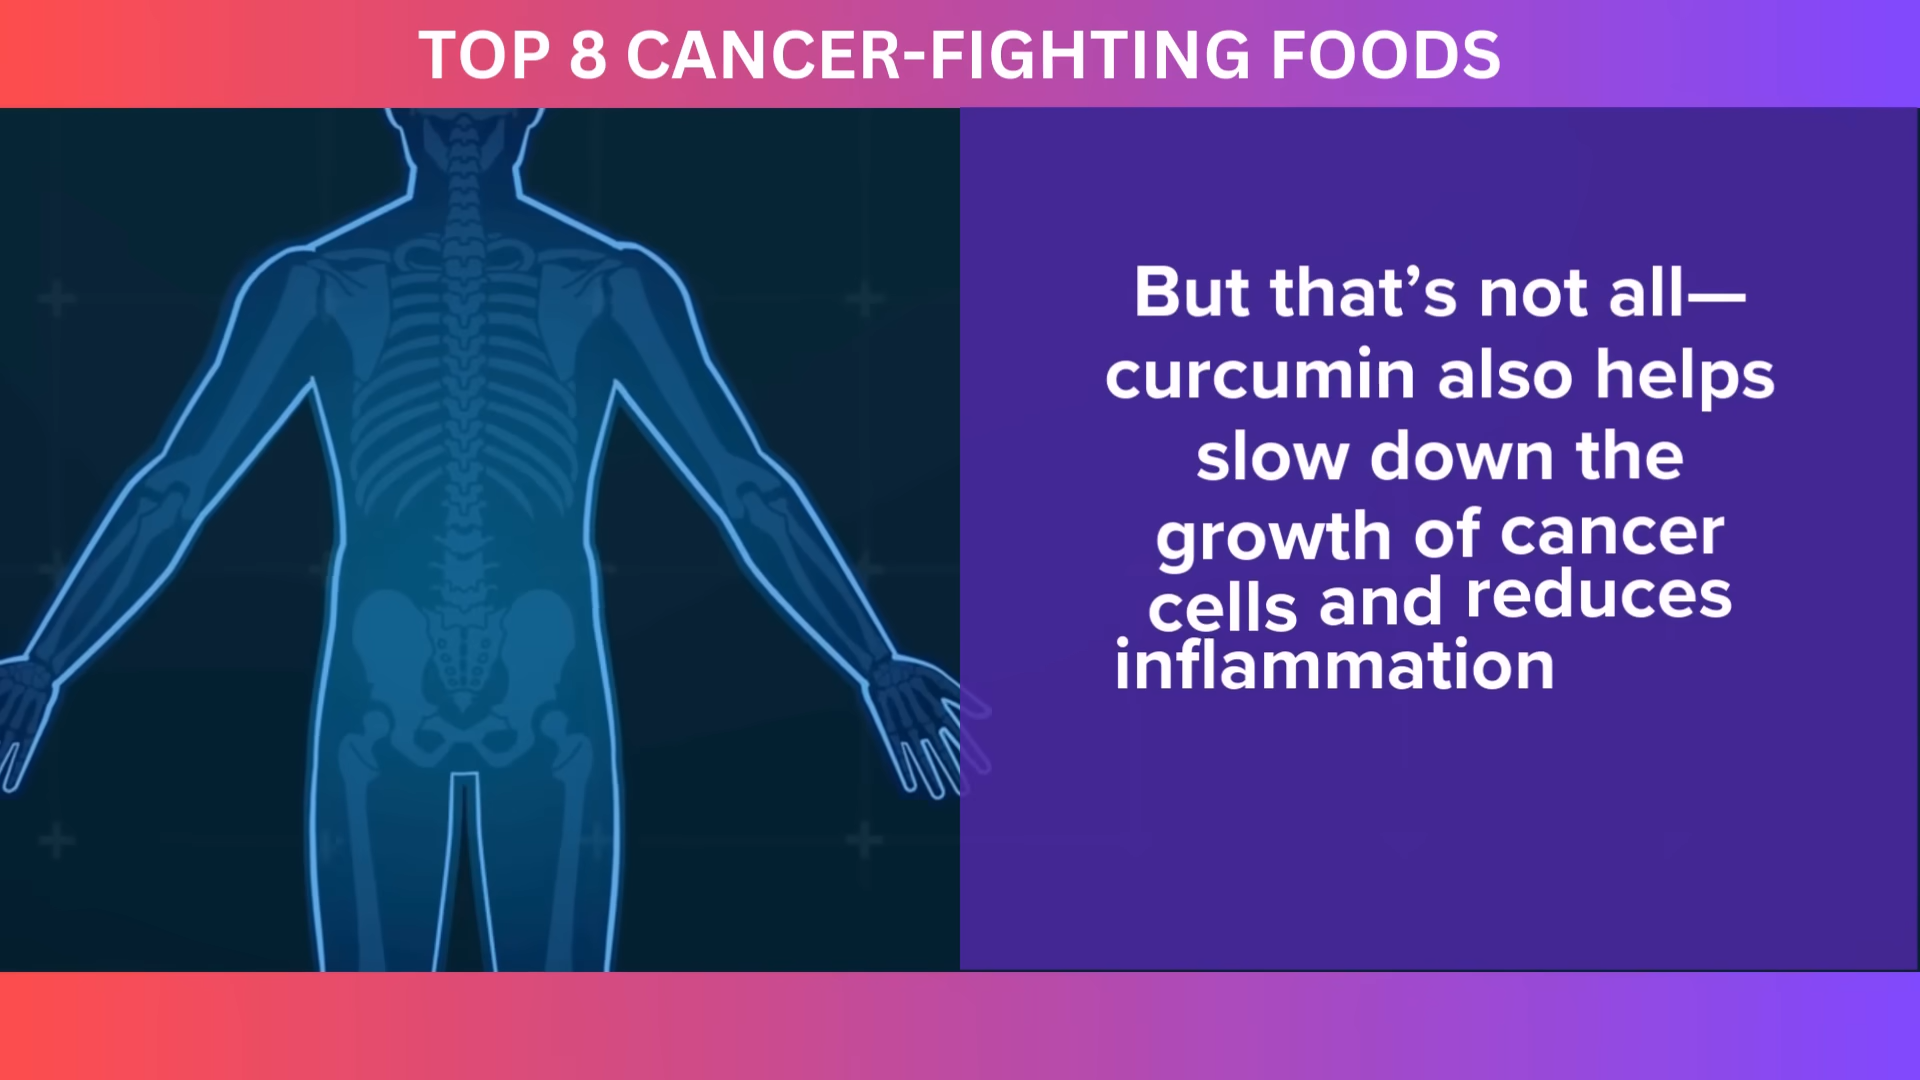 TOP 8 CANCER-FIGHTING FOODS
But that’s not all—
curcumin also helps
slow down the
growth of cancer
cells and reduces
inflammation